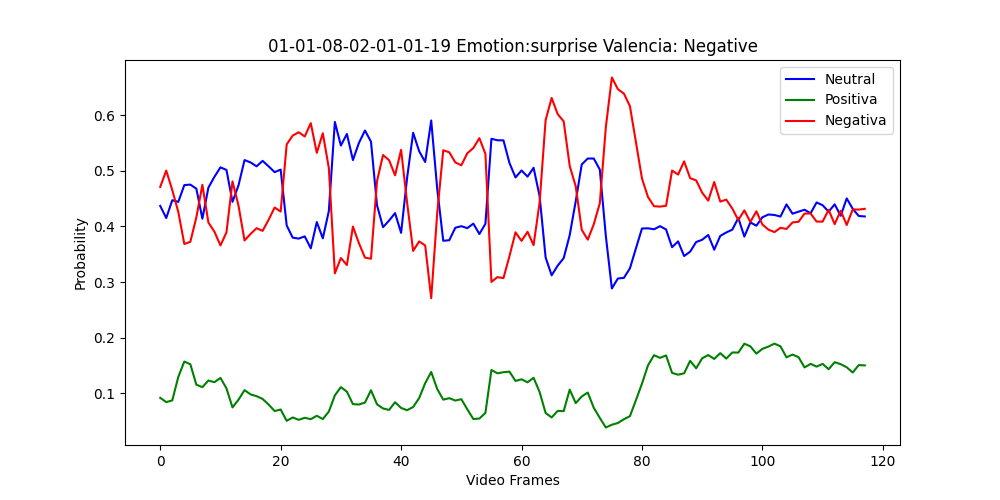 01-01-08-02-01-01-19 Emotion:surprise Valencia: Negative
Neutral
Positiva
Negativa
Probability
0.6
0.5
0.4
0.3
0.2
0.1
0 20 40 60 80 100 120
Video Frames